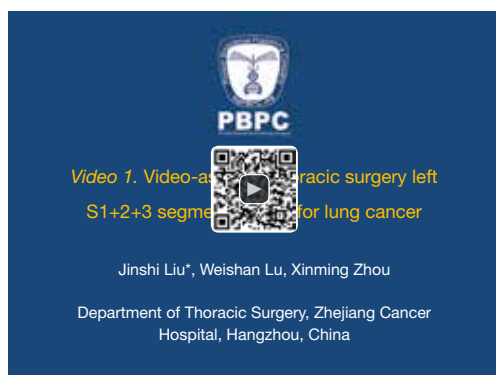 PBPC
Video 1. Video-as racic surgery left
S1+2+3 segme for lung cancer
Jinshi Liu*, Weishan Lu, Xinming Zhou
Department of Thoracic Surgery, Zhejiang Cancer
Hospital, Hangzhou, China